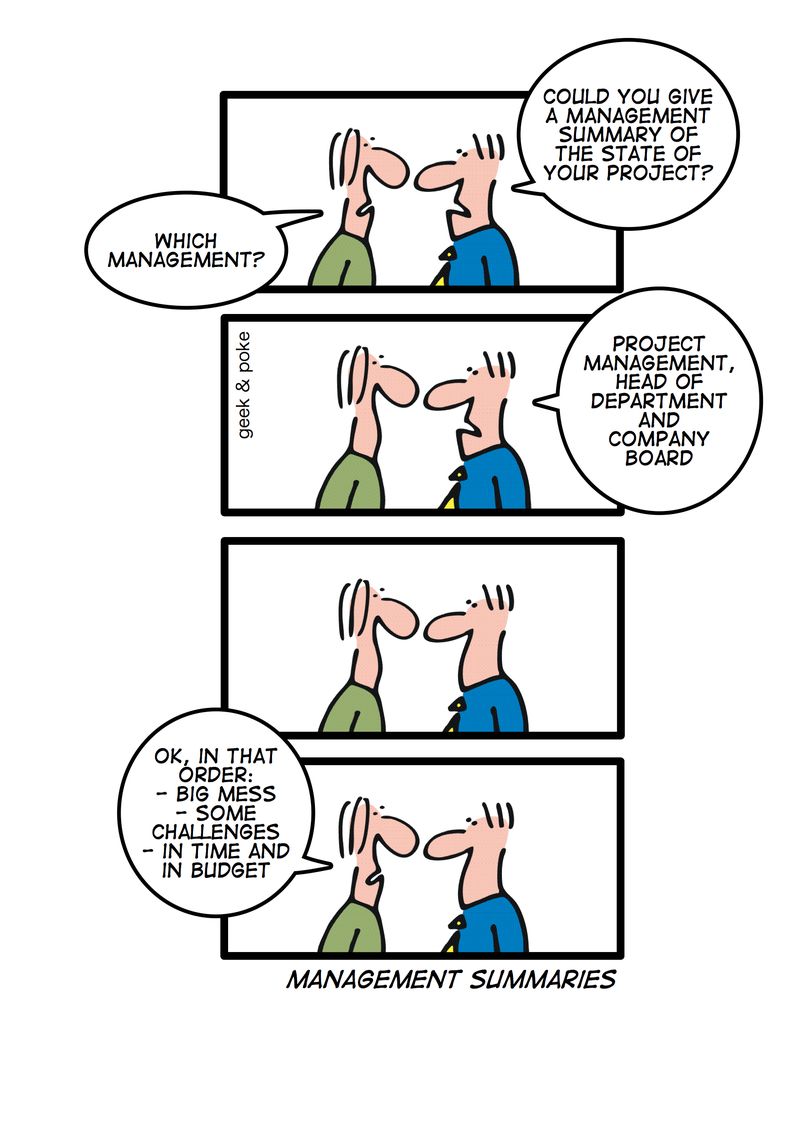 COULD YOU GIVE
A MANAGEMENT
SUMMARY OF
THE STATE OF
YOUR PROJECT?
WHICH
MANAGEMENT?
geek & poke
PROJECT
MANAGEMENT,
HEAD OF
DEPARTMENT
AND
COMPANY
BOARD
OK, IN THAT
ORDER:
- BIG MESS
- SOME
CHALLENGES
- IN TIME AND
IN BUDGET
MANAGEMENT SUMMARIES